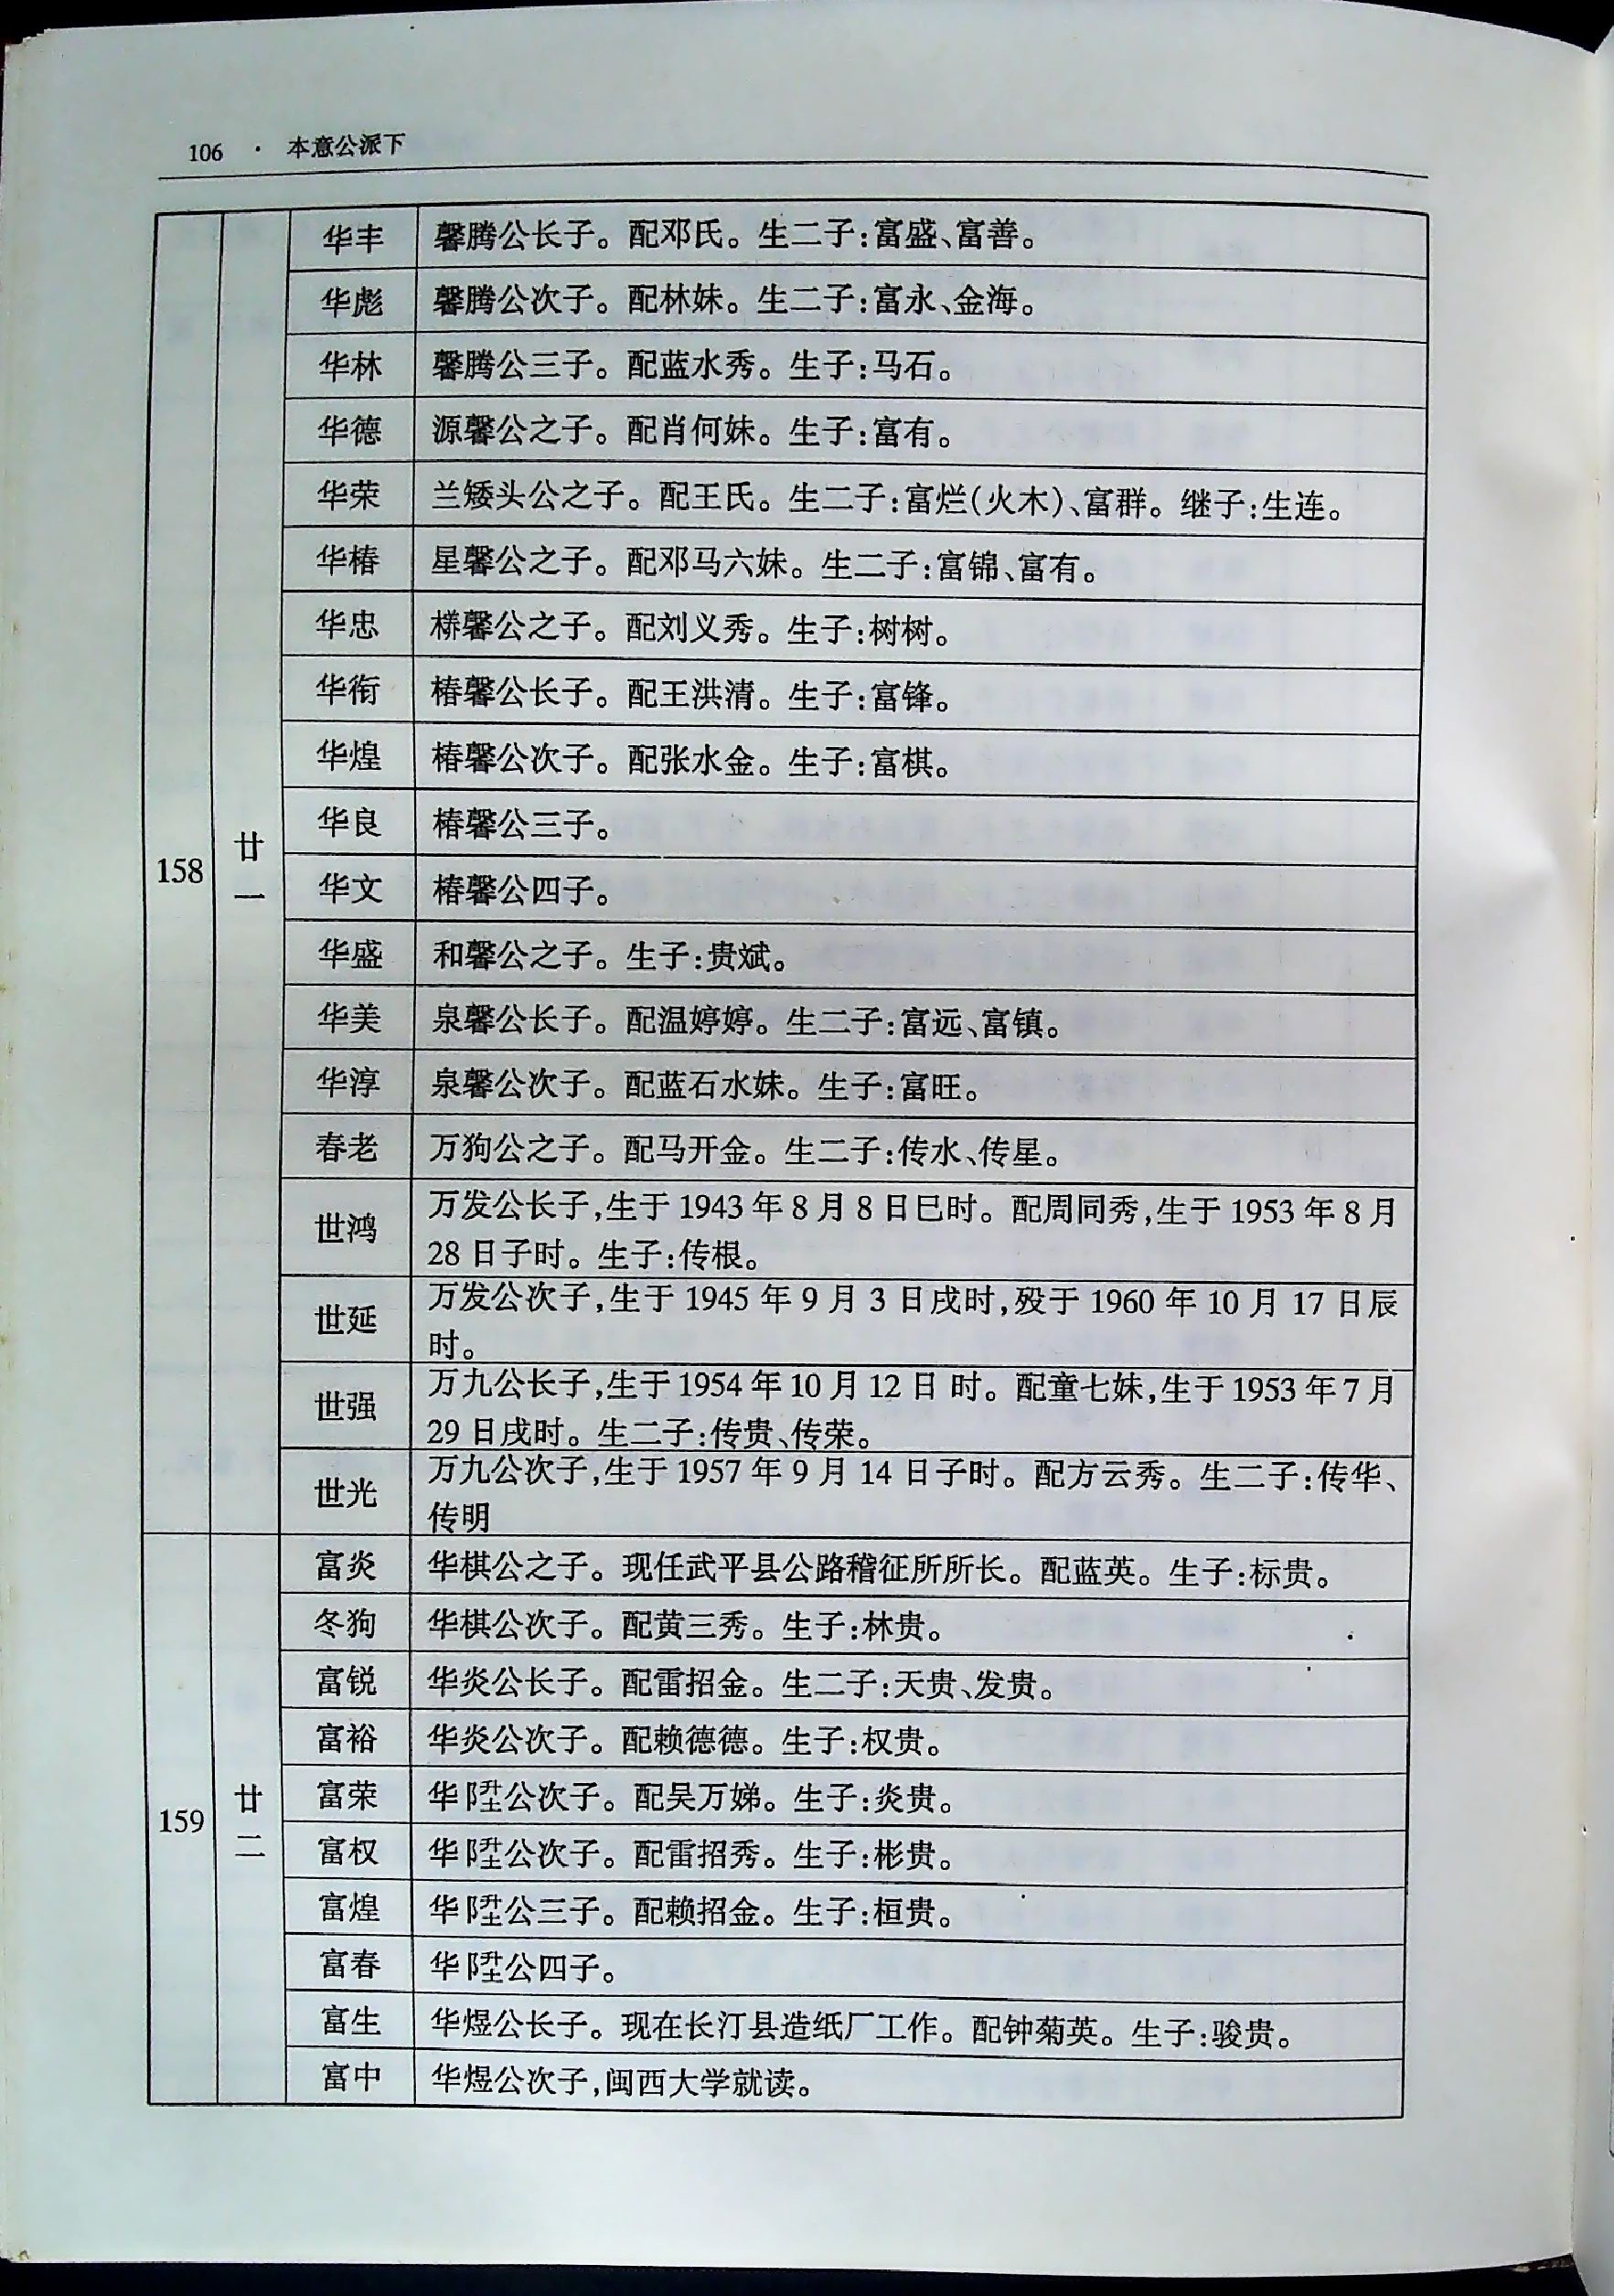 106 · 本意公派下
华丰 馨腾公长子。配邓氏。生二子:富盛、富善。
华彪 馨腾公次子。配林妹。生二子:富永、金海。
华林 馨腾公三子。配蓝水秀。生子:马石。
华德 源馨公之子。配肖何妹。生子:富有。
华荣 兰矮头公之子。配王氏。生二子:富烂(火木)、富群。继子:生连。
华椿 星馨公之子。配邓马六妹。生二子:富锦、富有。
华忠 馨公之子。配刘义秀。生子:树树。
华衔 椿馨公长子。配王洪清。生子:富锋。
华煌 椿馨公次子。配张水金。生子:富棋。
华良 椿馨公三子。
158 廿一
华文 椿馨公四子。
华盛 和馨公之子。生子:贵斌。
华美 泉馨公长子。配温婷婷。生二子:富远、富镇。
华淳 泉馨公次子。配蓝石水妹。生子:富旺。
春老 万狗公之子。配马开金。生二子:传水、传星。
世鸿 万发公长子,生于 1943 年 8 月 8 日巳时。配周同秀,生于 1953 年 8 月
28 日子时。生子:传根。
世延 万发公次子,生于 1945 年 9 月 3 日戌时,殁于 1960 年 10 月 17 日辰
时。
世强 万九公长子,生于 1954 年 10 月 12 日 时。配童七妹,生于 1953 年 7 月
29 日戌时。生二子:传贵、传荣。
世光 万九公次子,生于 1957 年 9 月 14 日子时。配方云秀。生二子:传华、
传明
富炎 华棋公之子。现任武平县公路稽征所所长。配蓝英。生子:标贵。
冬狗 华棋公次子。配黄三秀。生子:林贵。
富锐 华炎公长子。配雷招金。生二子:天贵、发贵。
富裕 华炎公次子。配赖德德。生子:权贵。
159 廿二
富荣 华陞公次子。配吴万娣。生子:炎贵。
富权 华陞公次子。配雷招秀。生子:彬贵。
富煌 华陞公三子。配赖招金。生子:桓贵。
富春 华陞公四子。
富生 华煜公长子。现在长汀县造纸厂工作。配钟菊英。生子:骏贵。
富中 华煜公次子,闽西大学就读。